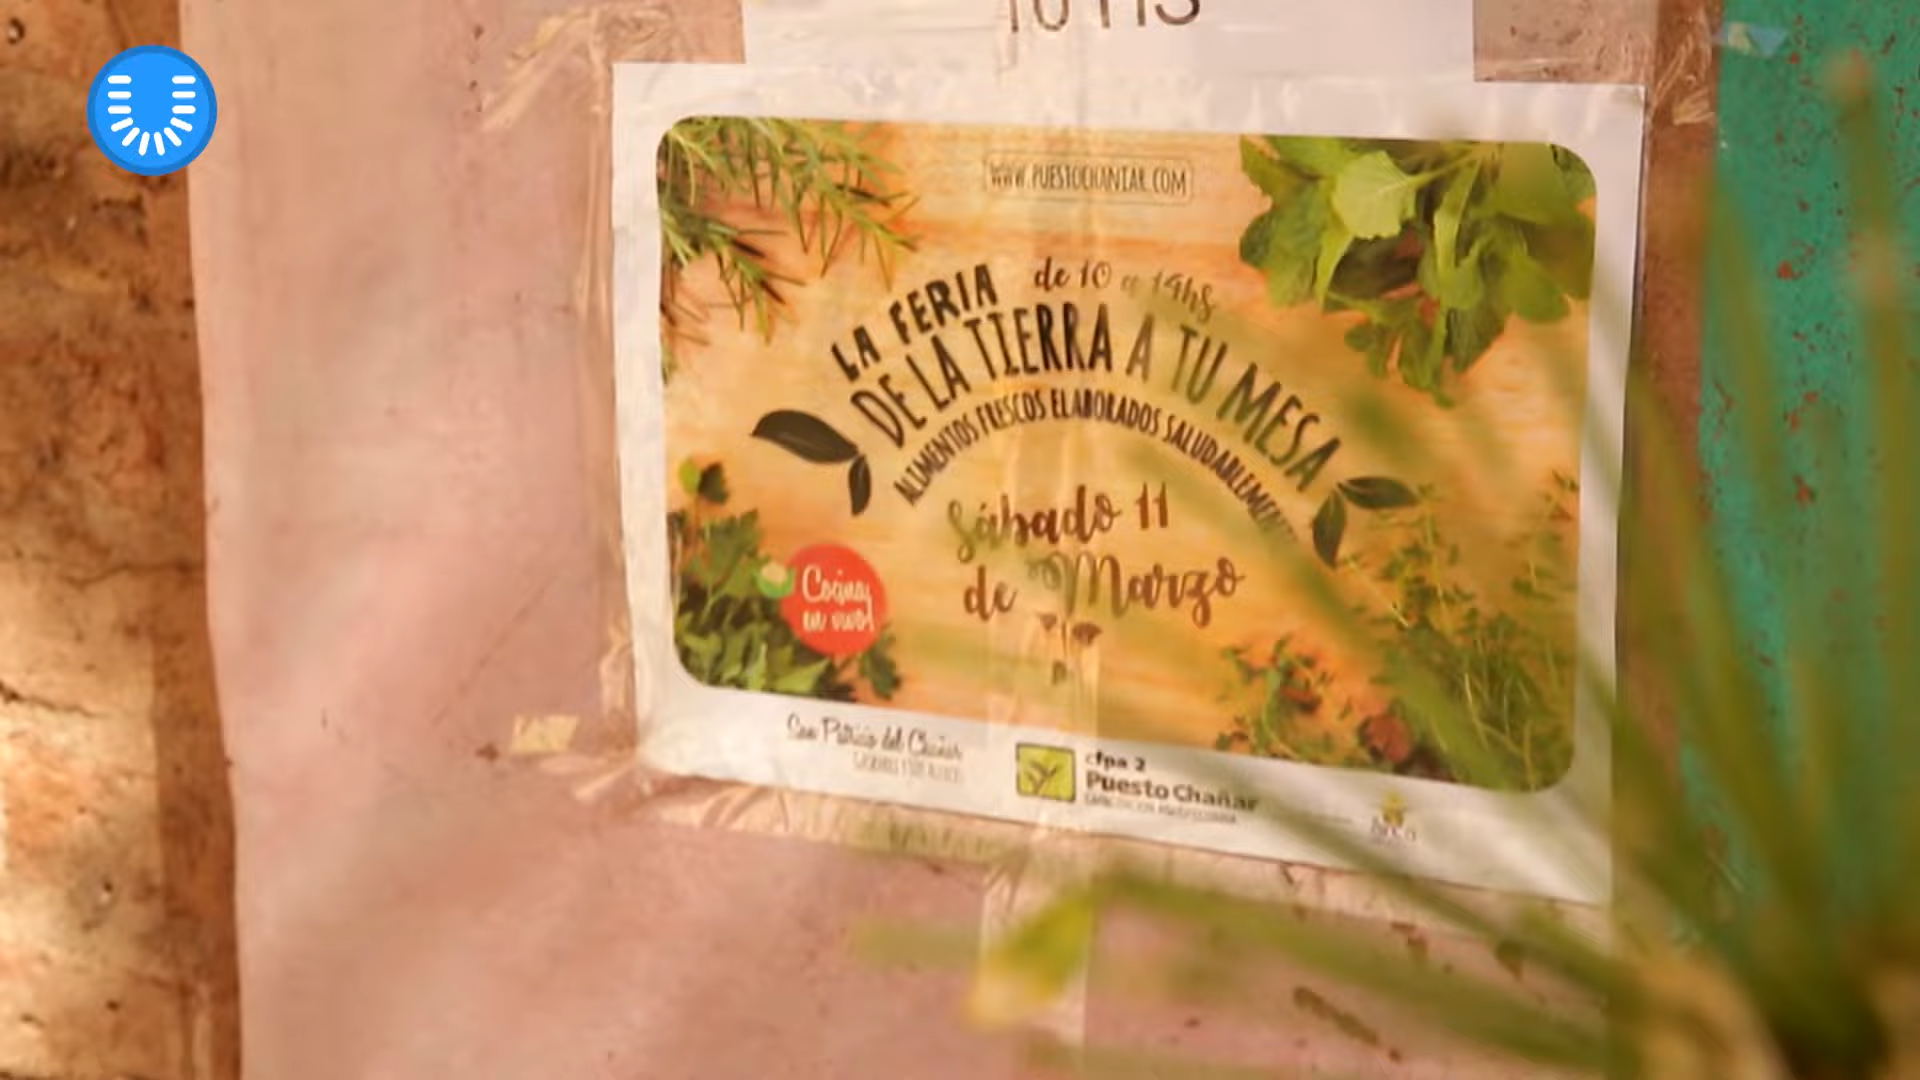 WWW.PUESTOCHANIAR.COM
LA FERIA de 10 a 14hs
DE LA TIERRA A TU MESA
ALIMENTOS FRESCOS ELABORADOS SALUDABLEMENTE
Sábado 11
de Marzo
Cocina
en vivo!
San Patricio del Chañar
cfpa 2
Puesto Chañar